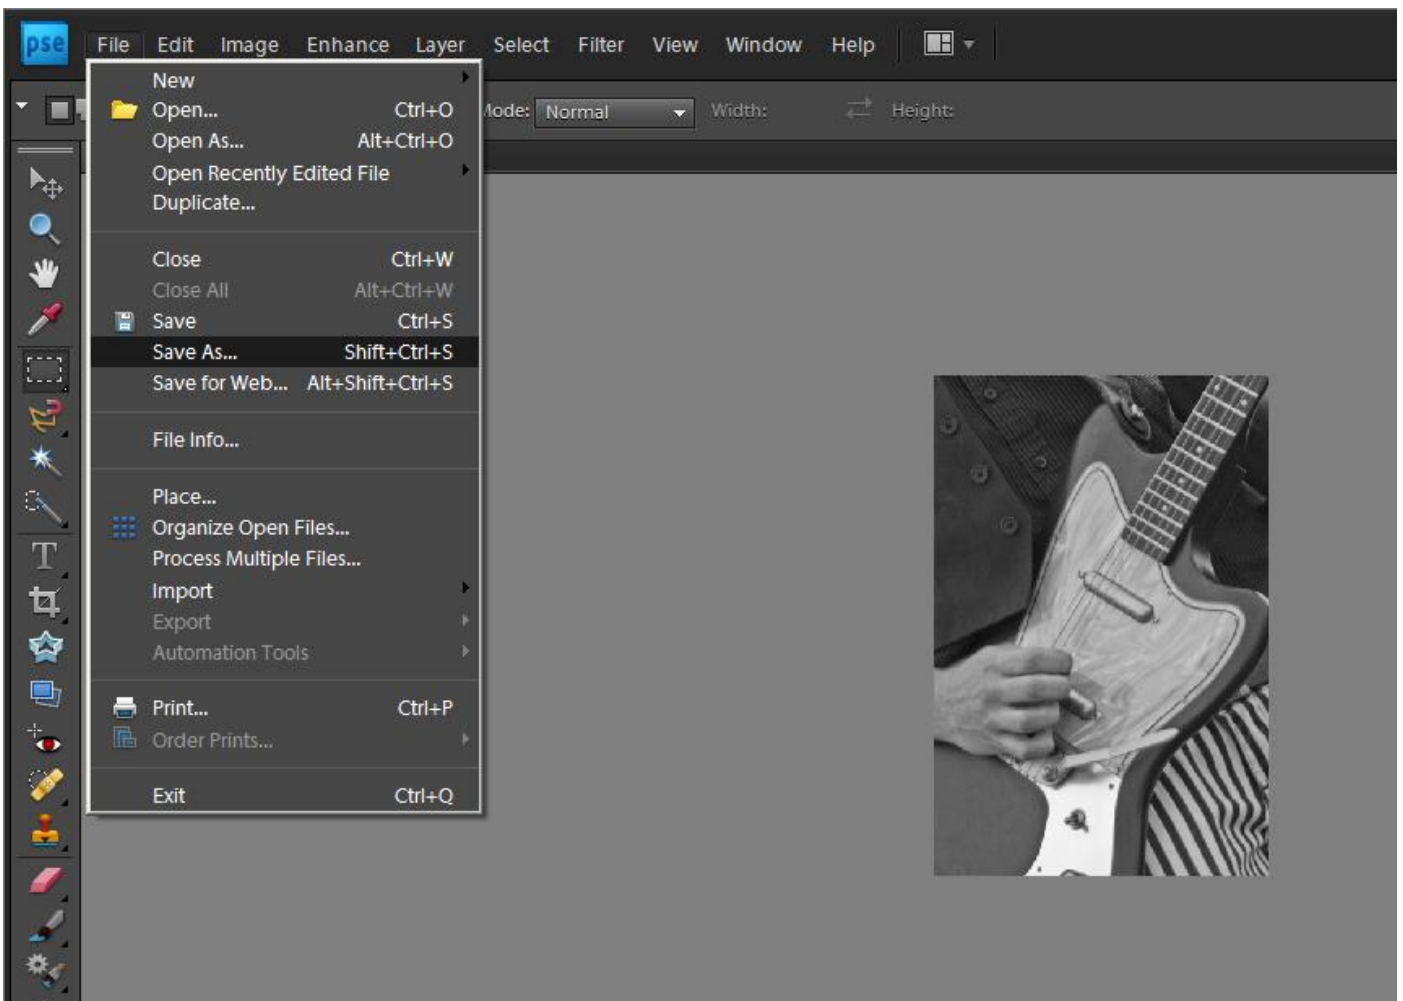 pse File Edit Image Enhance Layer Select Filter View Window Help
Mode: Normal Width: Height:
New
Open... Ctrl+O
Open As... Alt+Ctrl+O
Open Recently Edited File
Duplicate...
Close Ctrl+W
Close All Alt+Ctrl+W
Save Ctrl+S
Save As... Shift+Ctrl+S
Save for Web... Alt+Shift+Ctrl+S
File Info...
Place...
Organize Open Files...
Process Multiple Files...
Import
Export
Automation Tools
Print... Ctrl+P
Order Prints...
Exit Ctrl+Q
T